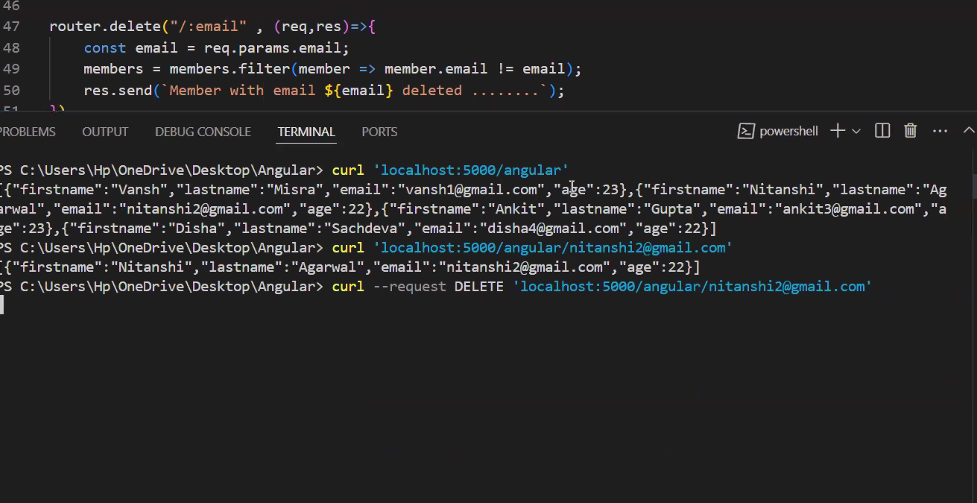 46
47 router.delete("/:email" , (req,res)=>{
48 const email = req.params.email;
49 members = members.filter(member => member.email != email);
50 res.send(`Member with email ${email} deleted ........`);
51 })
PROBLEMS OUTPUT DEBUG CONSOLE TERMINAL PORTS powershell
PS C:\Users\Hp\OneDrive\Desktop\Angular> curl 'localhost:5000/angular'
[{"firstname":"Vansh","lastname":"Misra","email":"vansh1@gmail.com","age":23},{"firstname":"Nitanshi","lastname":"Ag
arwal","email":"nitanshi2@gmail.com","age":22},{"firstname":"Ankit","lastname":"Gupta","email":"ankit3@gmail.com","a
ge":23},{"firstname":"Disha","lastname":"Sachdeva","email":"disha4@gmail.com","age":22}]
PS C:\Users\Hp\OneDrive\Desktop\Angular> curl 'localhost:5000/angular/nitanshi2@gmail.com'
[{"firstname":"Nitanshi","lastname":"Agarwal","email":"nitanshi2@gmail.com","age":22}]
PS C:\Users\Hp\OneDrive\Desktop\Angular> curl --request DELETE 'localhost:5000/angular/nitanshi2@gmail.com'